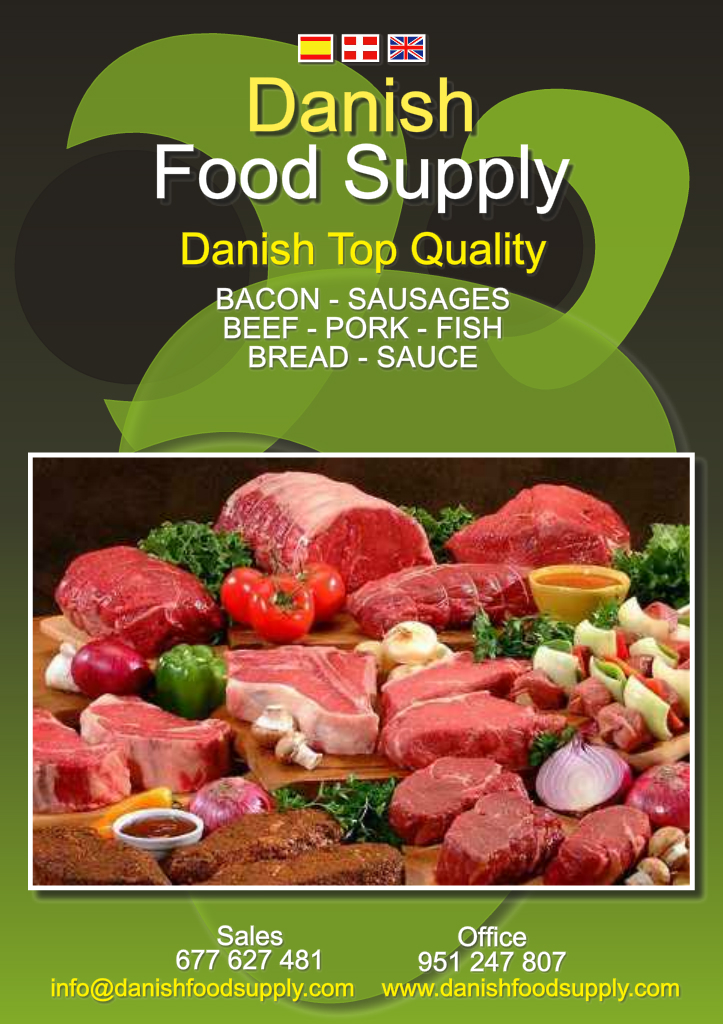 Danish
Food Supply
Danish Top Quality
BACON - SAUSAGES
BEEF - PORK - FISH
BREAD - SAUCE
Sales
677 627 481
info@danishfoodsupply.com
Office
951 247 807
www.danishfoodsupply.com